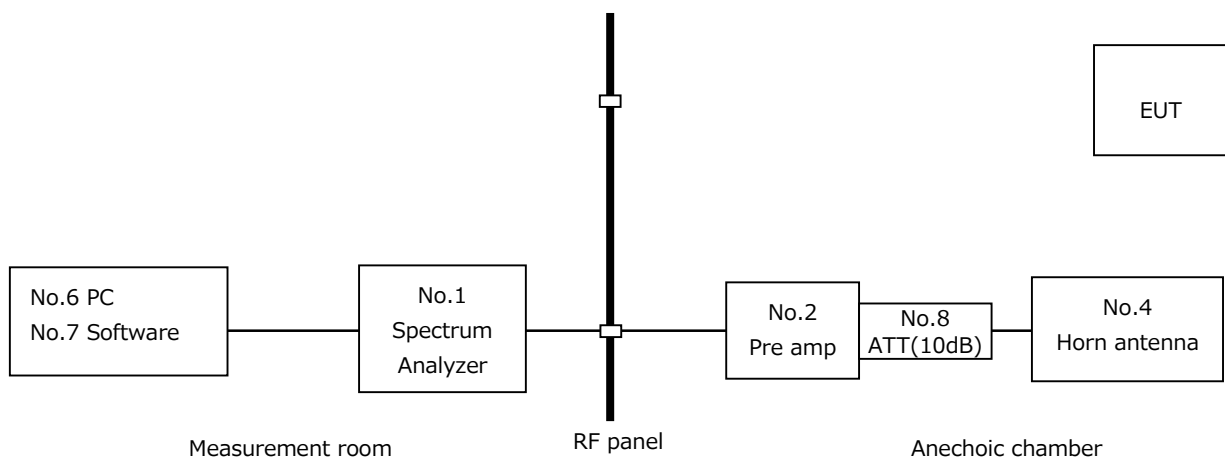 EUT
No.6 PC
No.7 Software
No.1
Spectrum
Analyzer
No.2
Pre amp
No.8
ATT(10dB)
No.4
Horn antenna
Measurement room
RF panel
Anechoic chamber